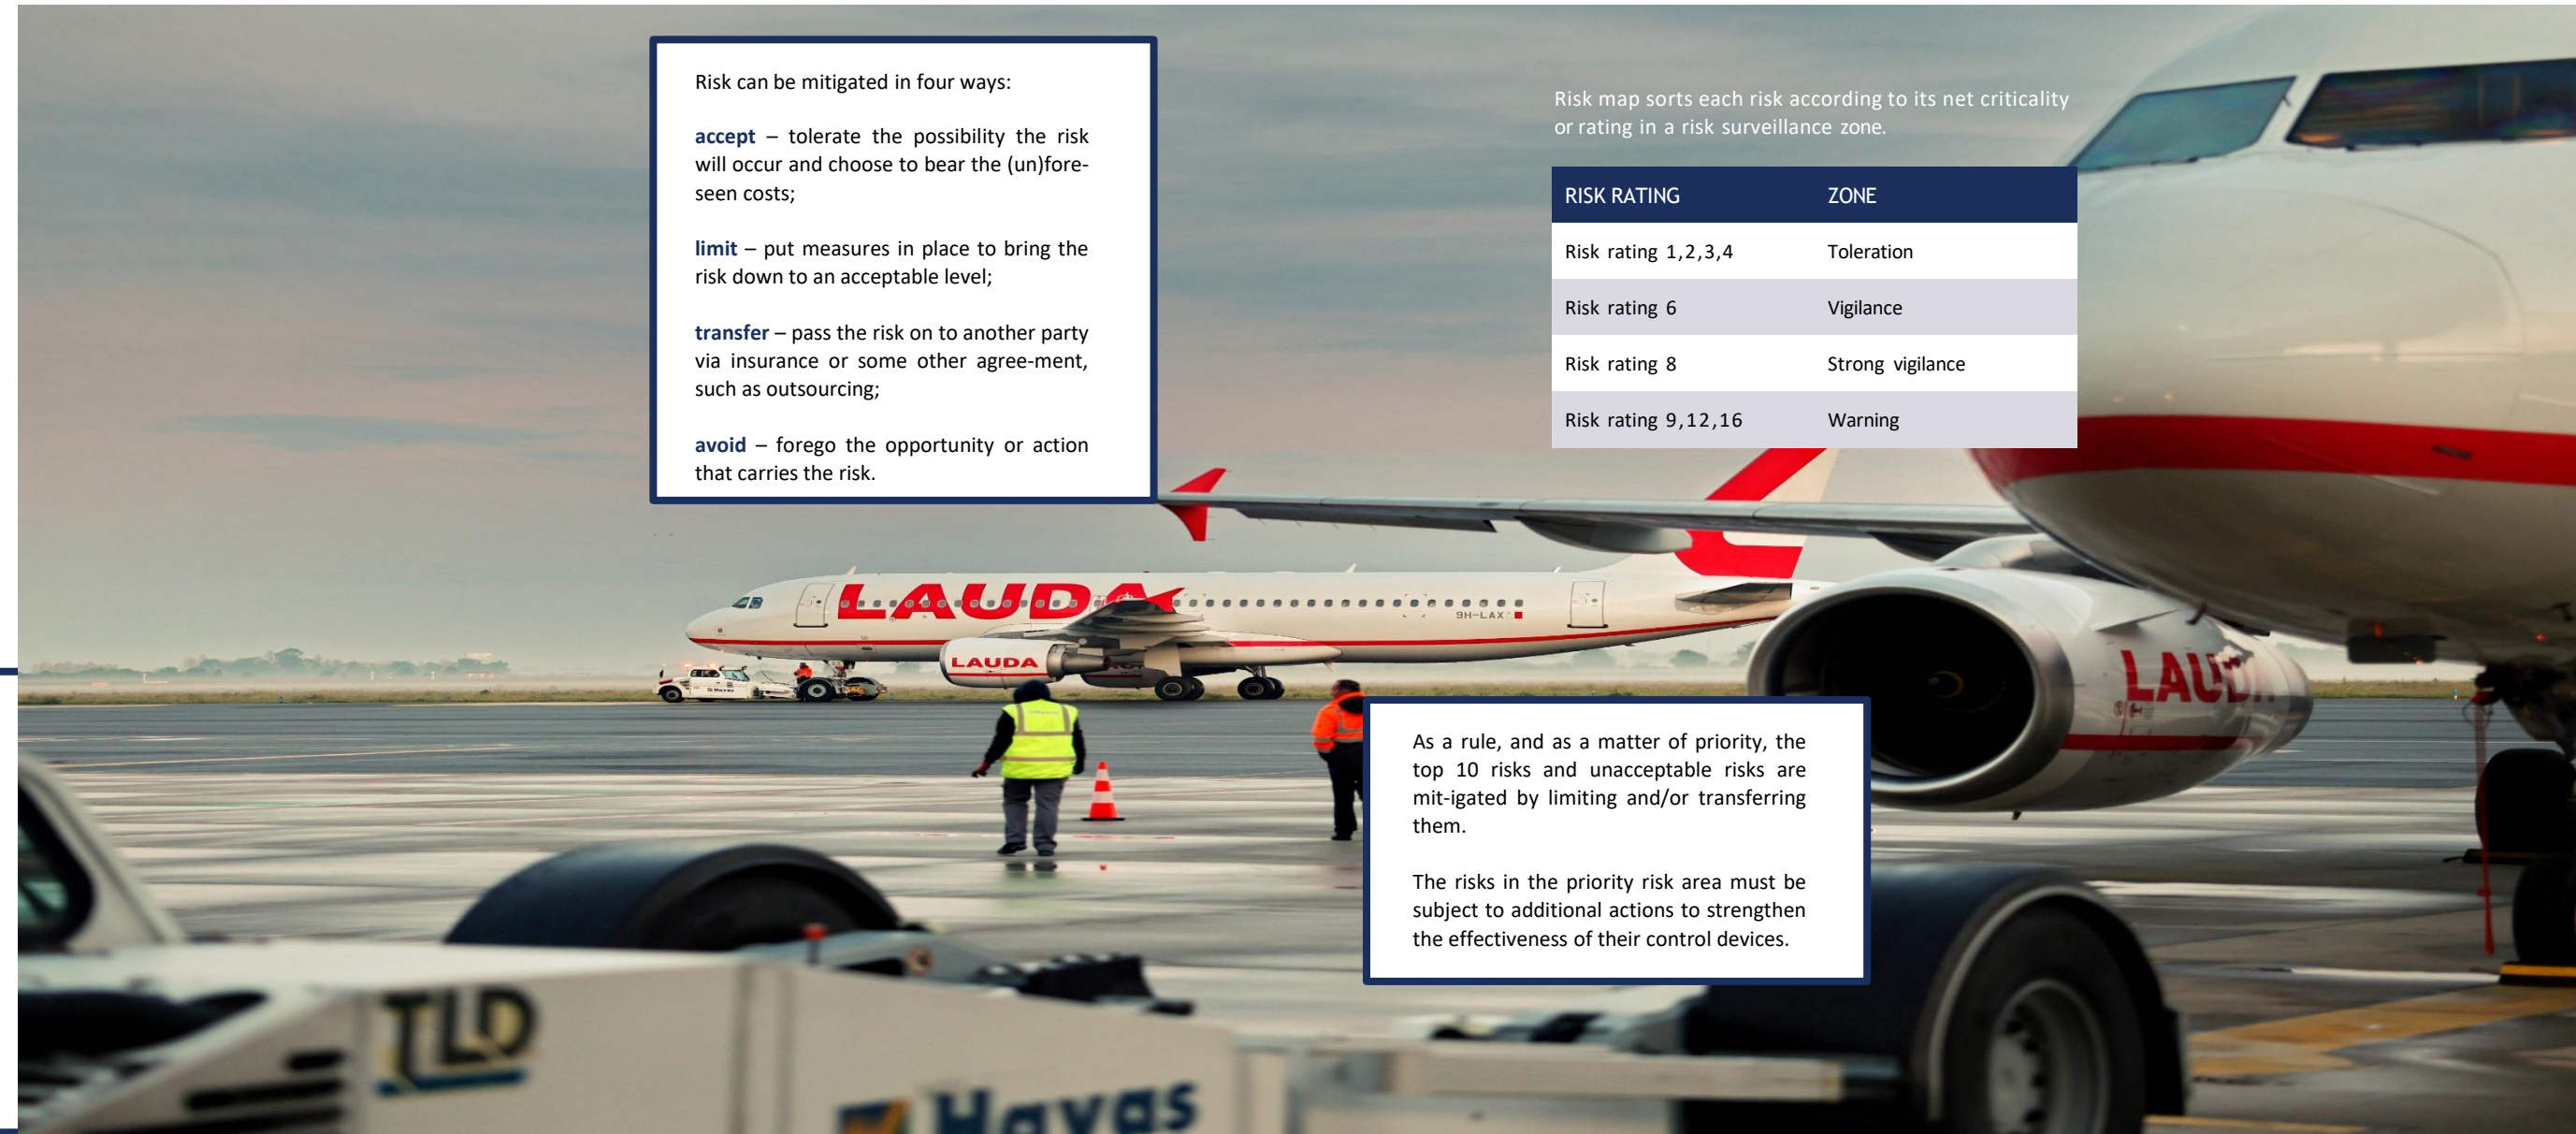 Risk can be mitigated in four ways:
accept – tolerate the possibility the risk
will occur and choose to bear the (un)fore-
seen costs;
limit – put measures in place to bring the
risk down to an acceptable level;
transfer – pass the risk on to another party
via insurance or some other agree-ment,
such as outsourcing;
avoid – forego the opportunity or action
that carries the risk.
Risk map sorts each risk according to its net criticality
or rating in a risk surveillance zone.
RISK RATING ZONE
Risk rating 1,2,3,4 Toleration
Risk rating 6 Vigilance
Risk rating 8 Strong vigilance
Risk rating 9,12,16 Warning
LAUDA
9H-LAX
LAUDA
Havas
LAUDA
As a rule, and as a matter of priority, the
top 10 risks and unacceptable risks are
mit-igated by limiting and/or transferring
them.
The risks in the priority risk area must be
subject to additional actions to strengthen
the effectiveness of their control devices.
TLD
Havas